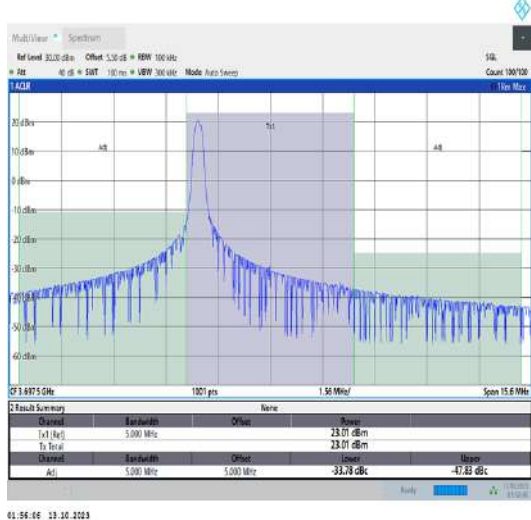 MultiView Spectrum
Ref Level 30.00 dBm Offset 5.50 dB RBW 100 kHz SGL
Att 40 dB SWT 100 ms VBW 300 kHz Mode Auto Sweep Count 100/100
1 ACLR
20 dBm
Tx1
10 dBm Adj Adj
0 dBm
-10 dBm
-20 dBm
-30 dBm
-40 dBm
-50 dBm
-60 dBm
CF 3.6975 GHz 1001 pts 1.56 MHz/ Span 15.6 MHz
2 Result Summary None
Channel Bandwidth Offset Power
Tx1 (Ref) 5.000 MHz 23.01 dBm
Tx Total 23.01 dBm
Channel Bandwidth Offset Lower Upper
Adj 5.000 MHz 5.000 MHz -33.78 dBc -47.83 dBc
Ready
01:56:06 13.10.2023